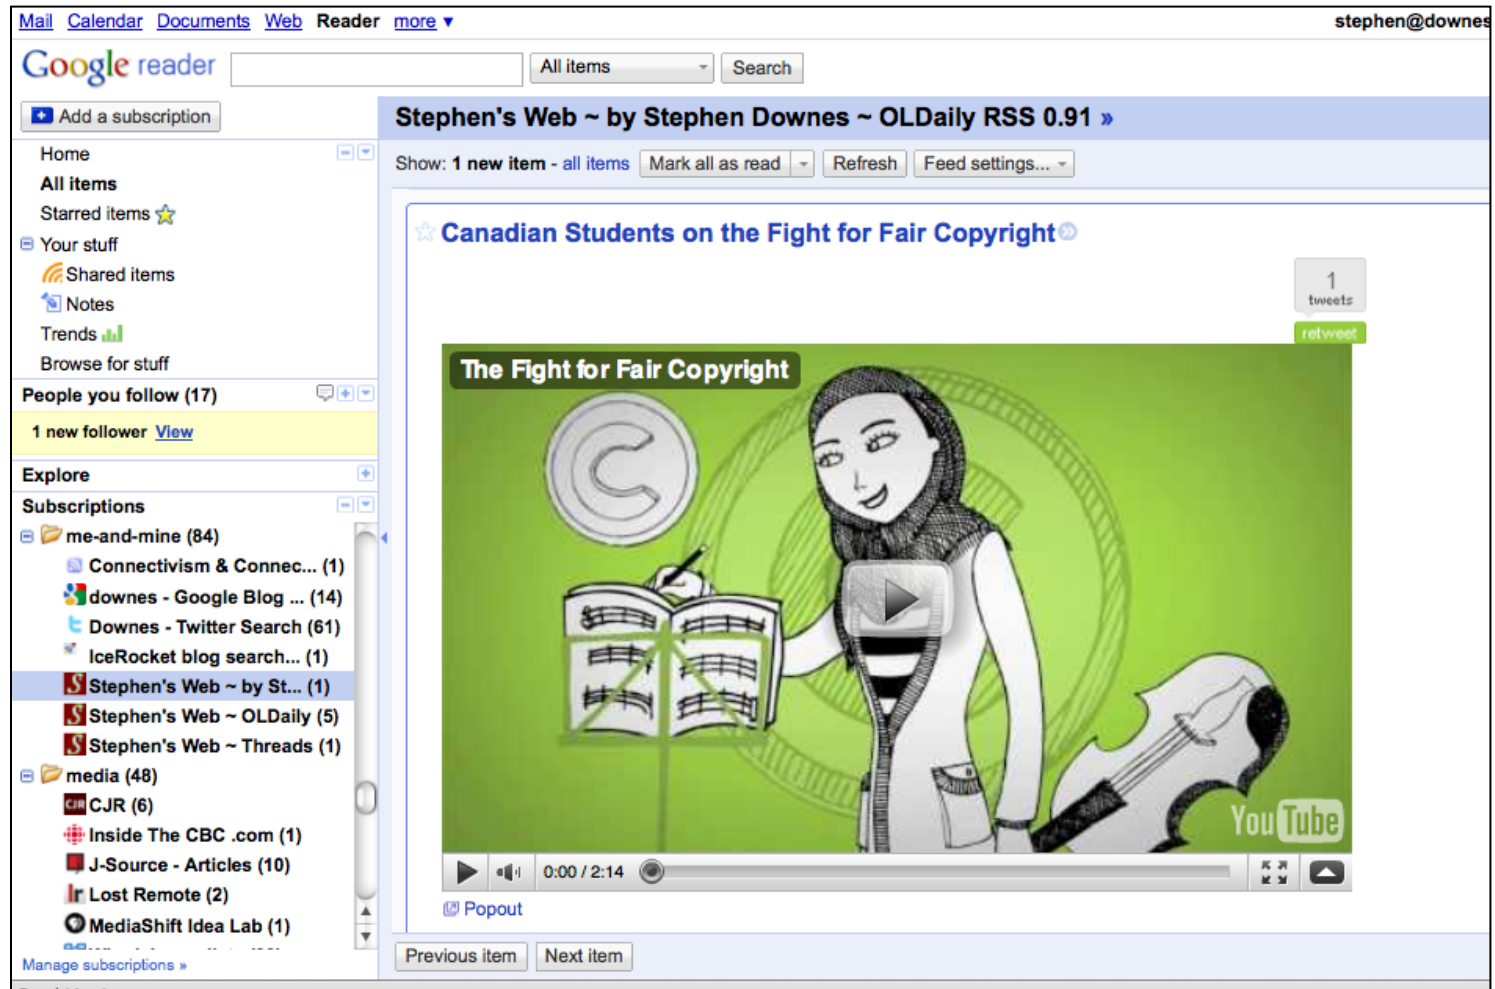 Mail Calendar Documents Web Reader more ▼
stephen@downes
Google reader
All items
Search
Add a subscription
Home
All items
Starred items
Your stuff
Shared items
Notes
Trends
Browse for stuff
People you follow (17)
1 new follower View
Explore
Subscriptions
me-and-mine (84)
Connectivism & Connec... (1)
downes - Google Blog ... (14)
Downes - Twitter Search (61)
IceRocket blog search... (1)
Stephen's Web ~ by St... (1)
Stephen's Web ~ OLDaily (5)
Stephen's Web ~ Threads (1)
media (48)
CJR CJR (6)
Inside The CBC .com (1)
J-Source - Articles (10)
lr Lost Remote (2)
MediaShift Idea Lab (1)
Manage subscriptions »
Stephen's Web ~ by Stephen Downes ~ OLDaily RSS 0.91 »
Show: 1 new item - all items Mark all as read Refresh Feed settings...
Canadian Students on the Fight for Fair Copyright
1
tweets
retweet
The Fight for Fair Copyright
C
YouTube
0:00 / 2:14
Popout
Previous item Next item